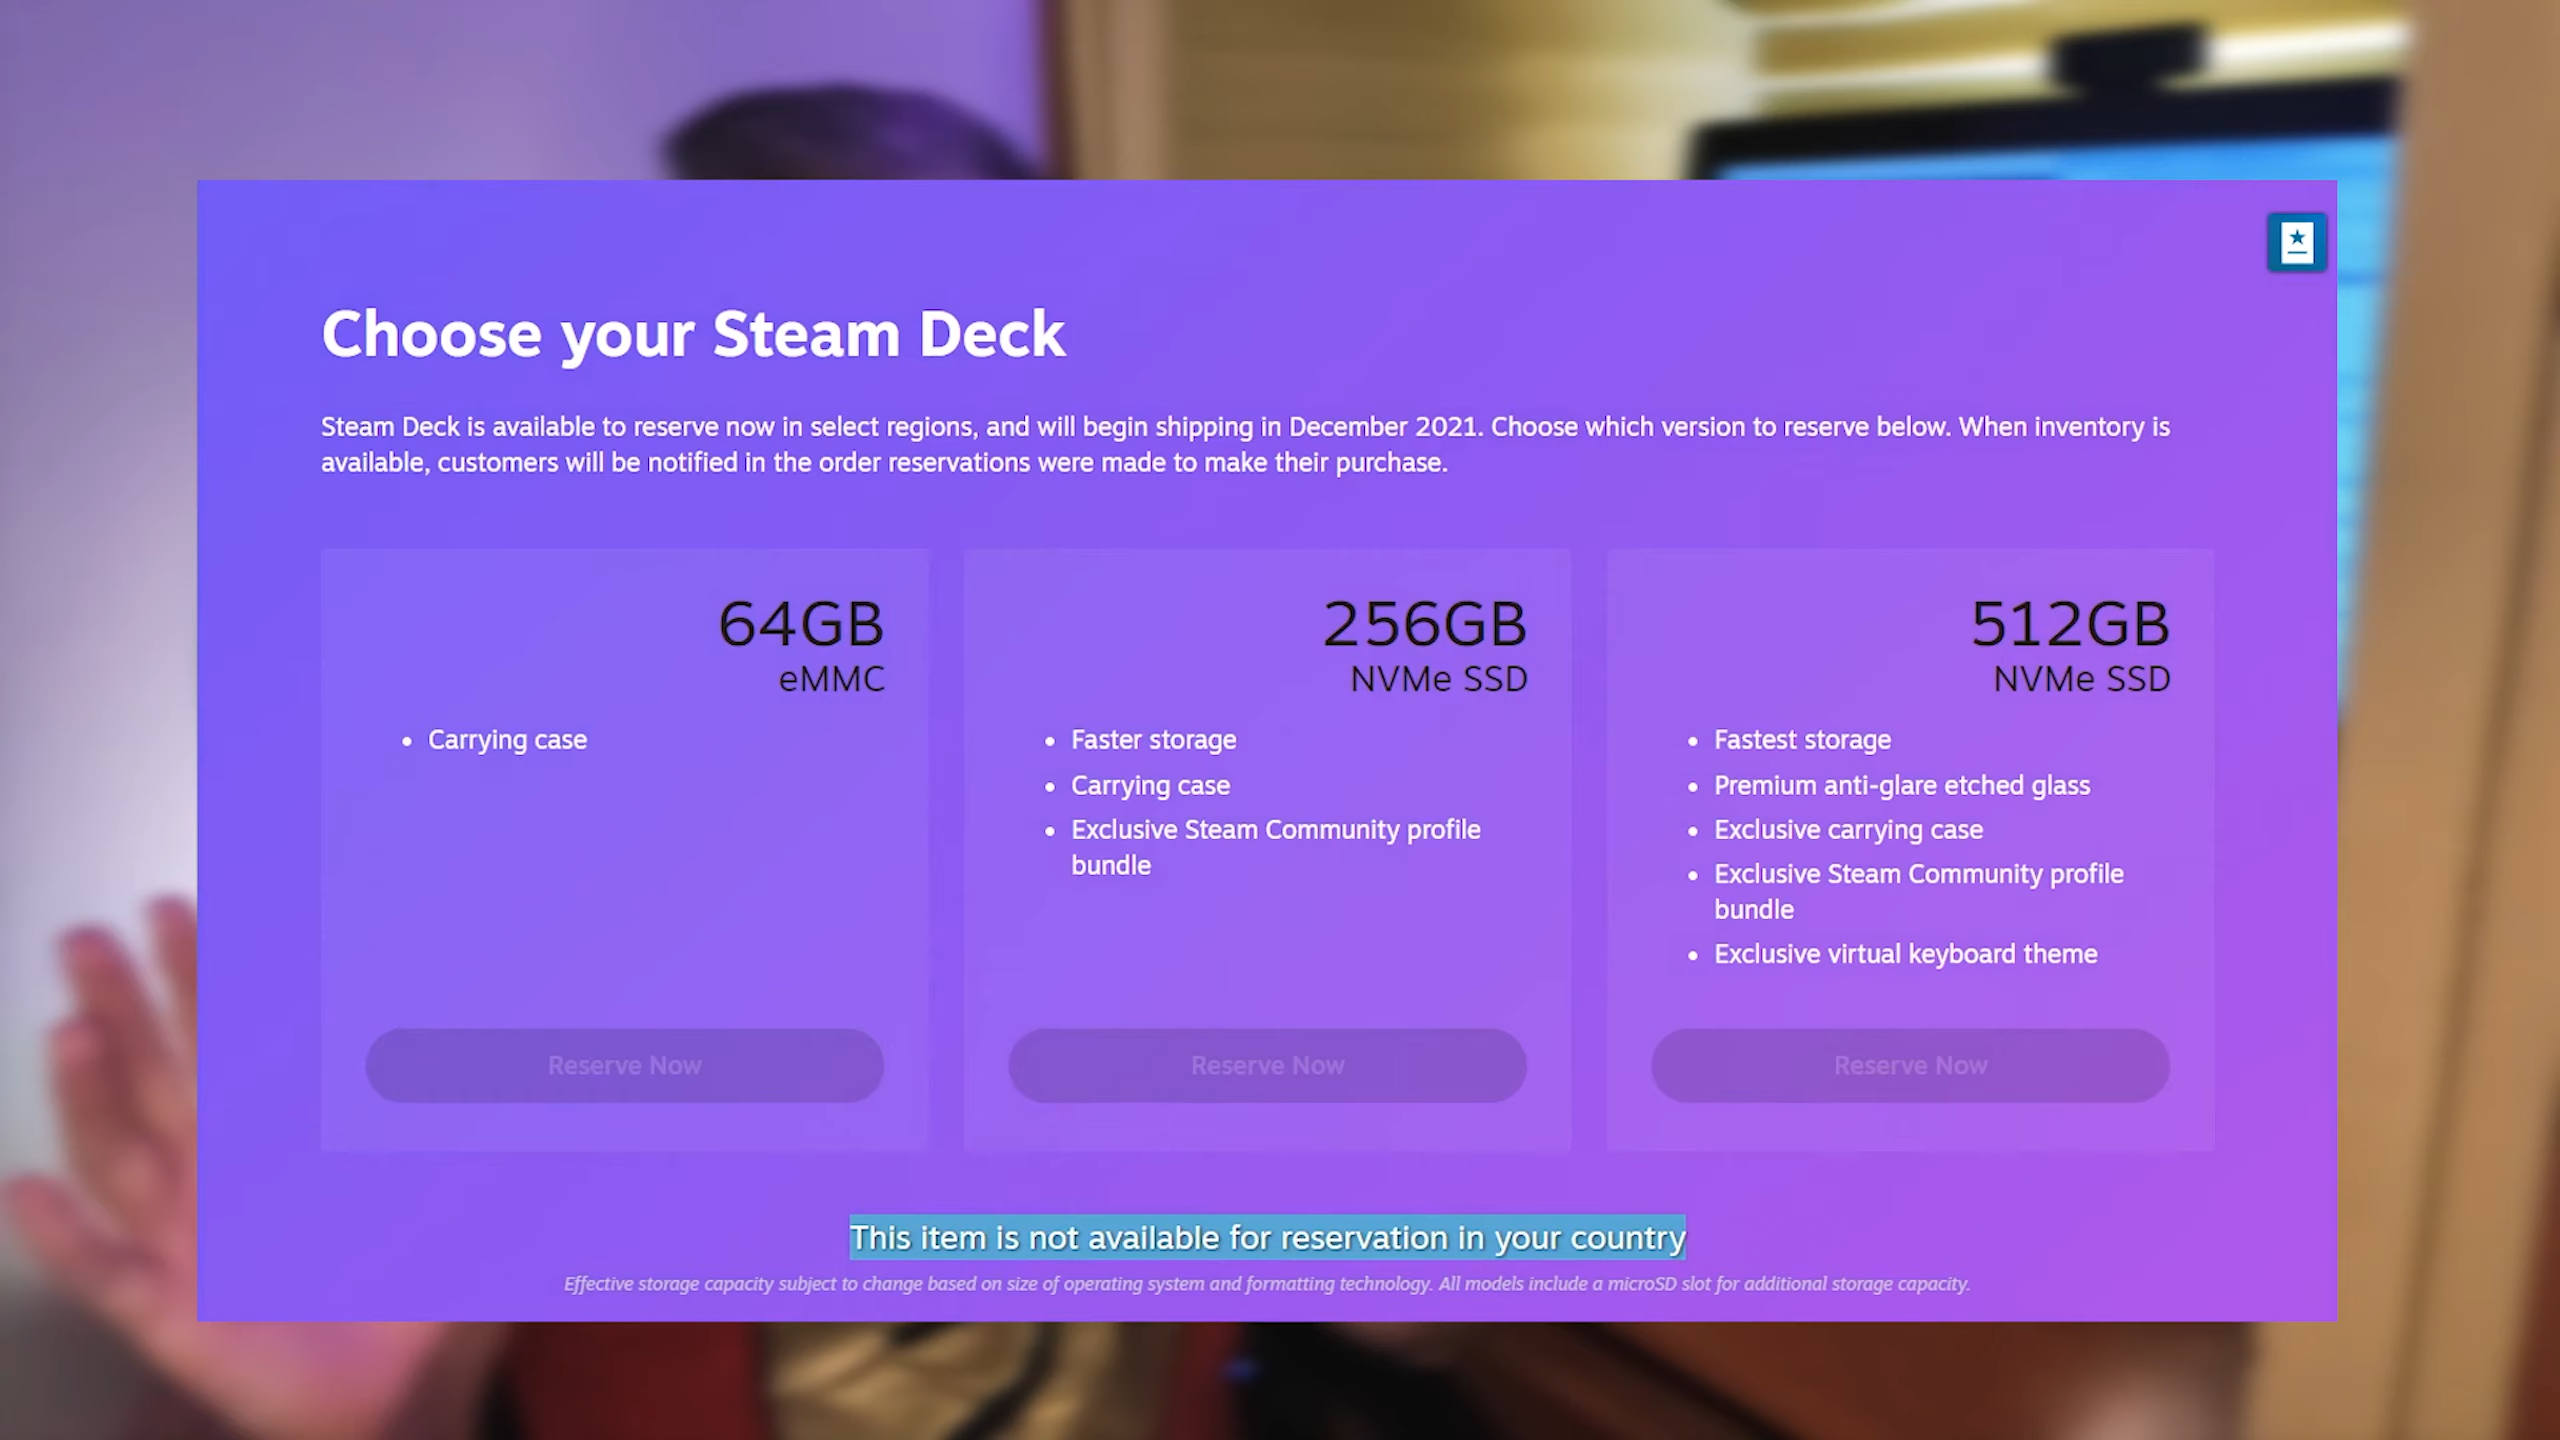 Choose your Steam Deck
Steam Deck is available to reserve now in select regions, and will begin shipping in December 2021. Choose which version to reserve below. When inventory is
available, customers will be notified in the order reservations were made to make their purchase.
64GB
eMMC
• Carrying case
Reserve Now
256GB
NVMe SSD
• Faster storage
• Carrying case
• Exclusive Steam Community profile
bundle
Reserve Now
512GB
NVMe SSD
• Fastest storage
• Premium anti-glare etched glass
• Exclusive carrying case
• Exclusive Steam Community profile
bundle
• Exclusive virtual keyboard theme
Reserve Now
This item is not available for reservation in your country
Effective storage capacity subject to change based on size of operating system and formatting technology. All models include a microSD slot for additional storage capacity.